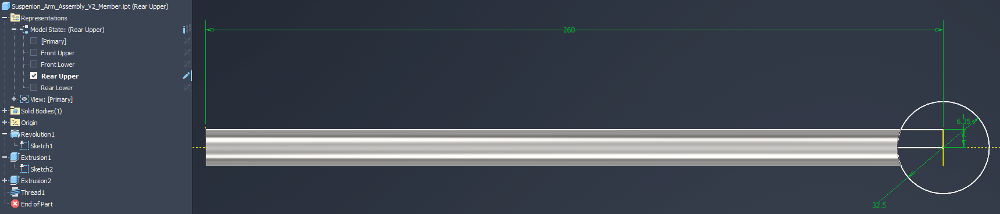 Suspenion_Arm_Assembly_V2_Member.ipt (Rear Upper)
Representations
Model State: (Rear Upper)
[Primary]
Front Upper
Front Lower
Rear Upper
Rear Lower
View: [Primary]
Solid Bodies(1)
Origin
Revolution1
Sketch1
Extrusion1
Sketch2
Extrusion2
Thread1
End of Part
260
6.35
32.5